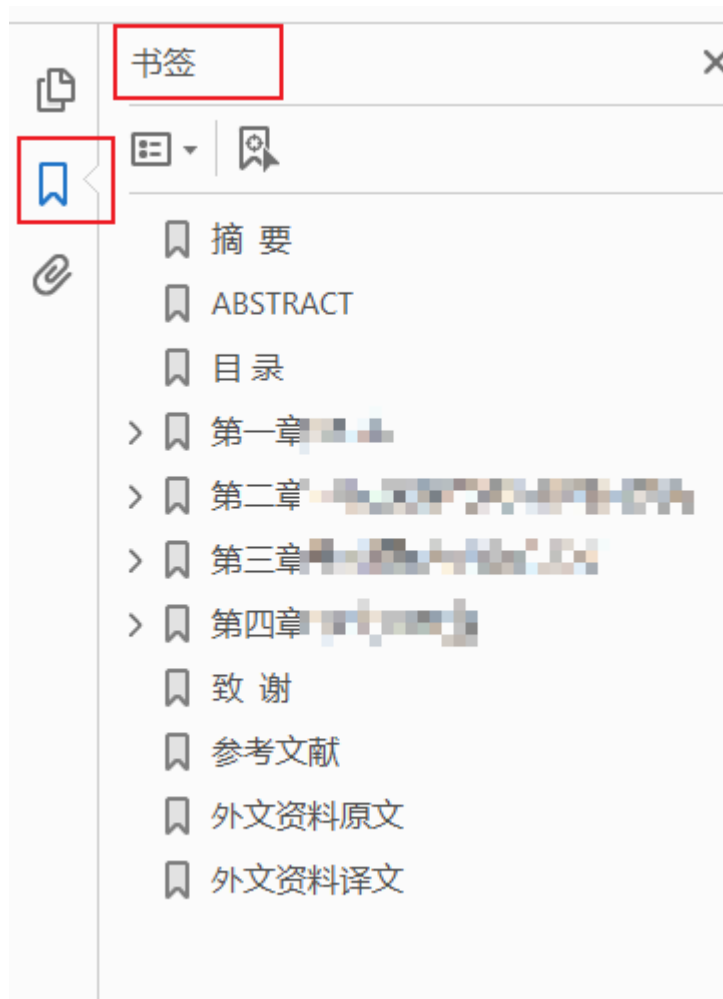 书签
摘 要
ABSTRACT
目录
第一章
第二章
第三章
第四章
致 谢
参考文献
外文资料原文
外文资料译文